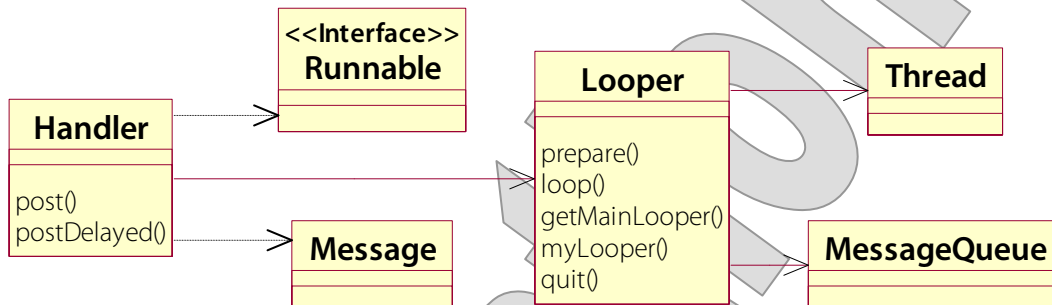 <<Interface>>
Runnable
Handler
post()
postDelayed()
Message
Looper
prepare()
loop()
getMainLooper()
myLooper()
quit()
Thread
MessageQueue